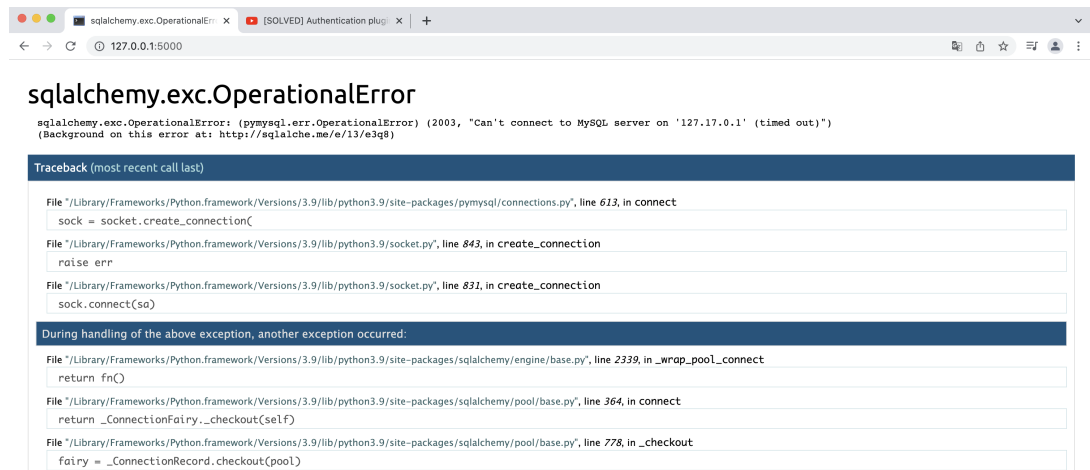 sqlalchemy.exc.OperationalErr
[SOLVED] Authentication plug
127.0.0.1:5000
sqlalchemy.exc.OperationalError
sqlalchemy.exc.OperationalError: (pymysql.err.OperationalError) (2003, "Can't connect to MySQL server on '127.17.0.1' (timed out)")
(Background on this error at: http://sqlalche.me/e/13/e3q8)
Traceback (most recent call last)
File "/Library/Frameworks/Python.framework/Versions/3.9/lib/python3.9/site-packages/pymysql/connections.py", line 613, in connect
sock = socket.create_connection(
File "/Library/Frameworks/Python.framework/Versions/3.9/lib/python3.9/socket.py", line 843, in create_connection
raise err
File "/Library/Frameworks/Python.framework/Versions/3.9/lib/python3.9/socket.py", line 831, in create_connection
sock.connect(sa)
During handling of the above exception, another exception occurred:
File "/Library/Frameworks/Python.framework/Versions/3.9/lib/python3.9/site-packages/sqlalchemy/engine/base.py", line 2339, in _wrap_pool_connect
return fn()
File "/Library/Frameworks/Python.framework/Versions/3.9/lib/python3.9/site-packages/sqlalchemy/pool/base.py", line 364, in connect
return _ConnectionFairy._checkout(self)
File "/Library/Frameworks/Python.framework/Versions/3.9/lib/python3.9/site-packages/sqlalchemy/pool/base.py", line 778, in _checkout
fairy = _ConnectionRecord.checkout(pool)